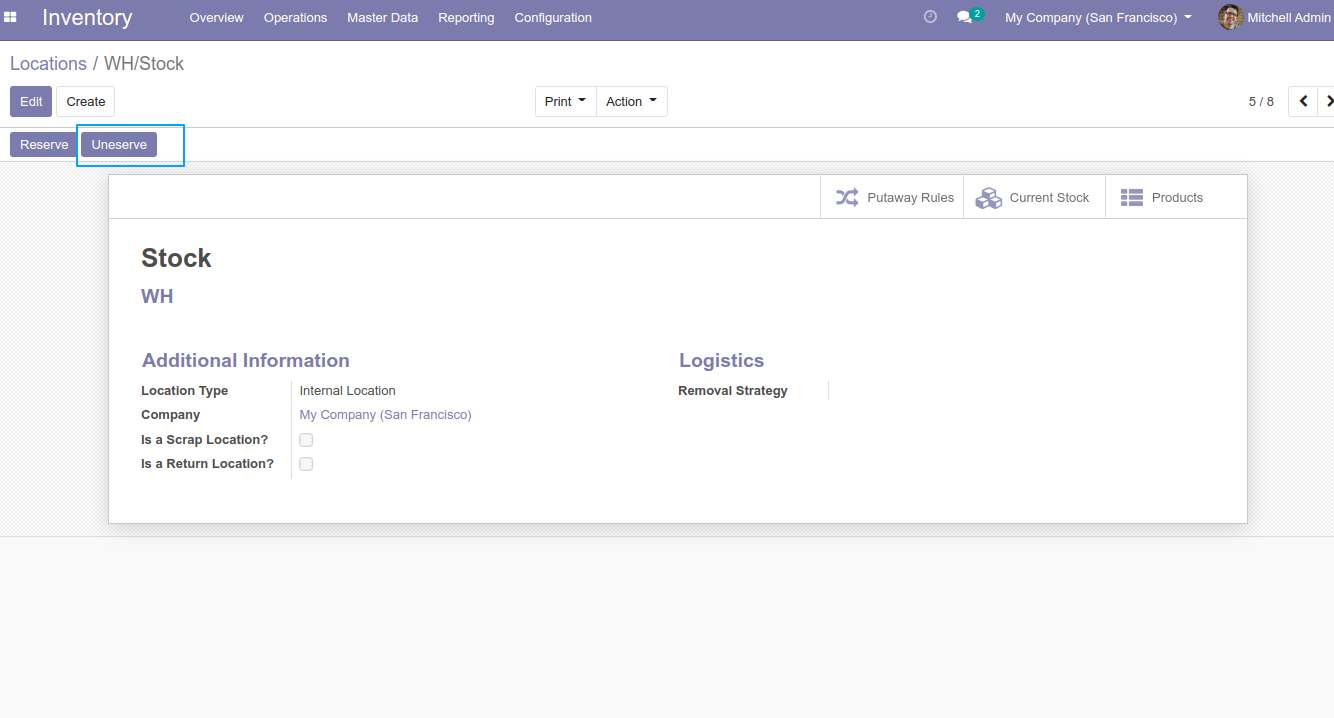 Inventory Overview Operations Master Data Reporting Configuration 2 My Company (San Francisco) Mitchell Admin
Locations / WH/Stock
Edit Create Print Action 5 / 8
Reserve Uneserve
Putaway Rules Current Stock Products
Stock
WH
Additional Information Logistics
Location Type Internal Location Removal Strategy
Company My Company (San Francisco)
Is a Scrap Location?
Is a Return Location?